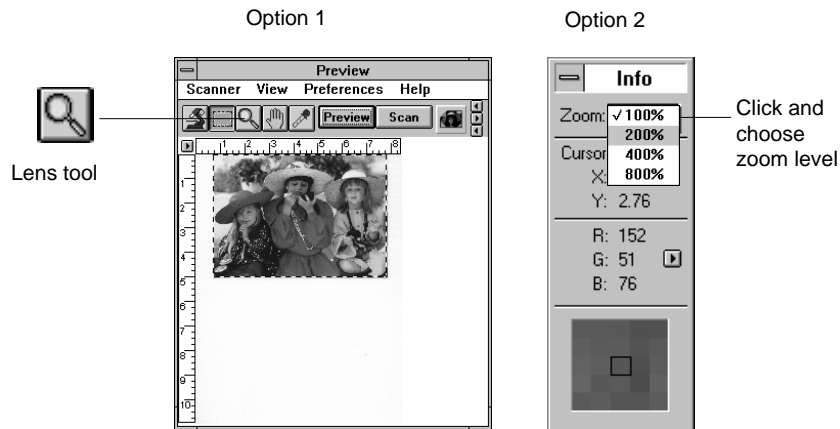 Option 1
Option 2
Lens tool
Preview
Scanner View Preferences Help
Preview Scan
1 2 3 4 5 6 7 8
1
2
3
4
5
6
7
8
9
10
Info
Zoom: ✓100%
200%
400%
800%
Cursor
X:
Y: 2.76
R: 152
G: 51
B: 76
Click and
choose
zoom level